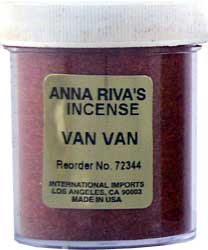 ANNA RIVA'S
INCENSE
VAN VAN
Reorder No. 72344
INTERNATIONAL IMPORTS
LOS ANGELES, CA 90003
MADE IN USA